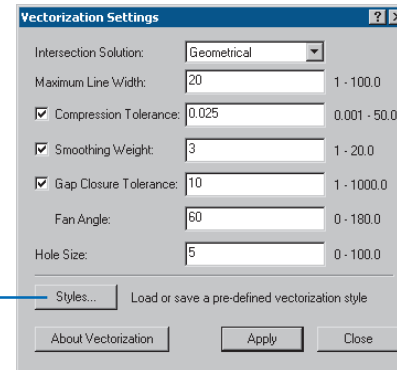 Vectorization Settings
Intersection Solution: Geometrical
Maximum Line Width: 20 1 - 100.0
Compression Tolerance: 0.025 0.001 - 50.0
Smoothing Weight: 3 1 - 20.0
Gap Closure Tolerance: 10 1 - 1000.0
Fan Angle: 60 0 - 180.0
Hole Size: 5 0 - 100.0
Styles... Load or save a pre-defined vectorization style
About Vectorization Apply Close